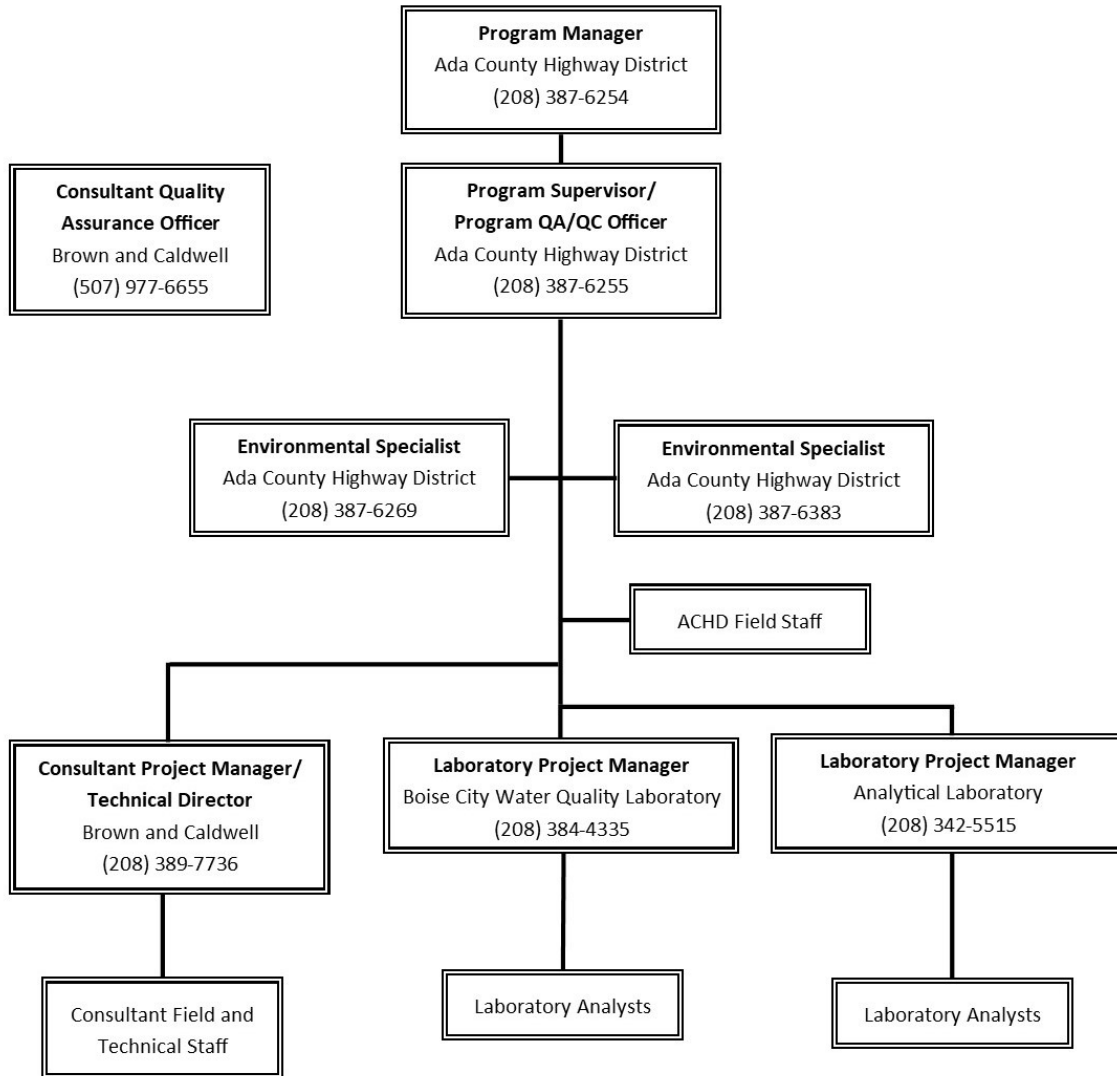 Program Manager
Ada County Highway District
(208) 387-6254
Consultant Quality
Assurance Officer
Brown and Caldwell
(507) 977-6655
Program Supervisor/
Program QA/QC Officer
Ada County Highway District
(208) 387-6255
Environmental Specialist
Ada County Highway District
(208) 387-6269
Environmental Specialist
Ada County Highway District
(208) 387-6383
ACHD Field Staff
Consultant Project Manager/
Technical Director
Brown and Caldwell
(208) 389-7736
Laboratory Project Manager
Boise City Water Quality Laboratory
(208) 384-4335
Laboratory Project Manager
Analytical Laboratory
(208) 342-5515
Consultant Field and
Technical Staff
Laboratory Analysts
Laboratory Analysts